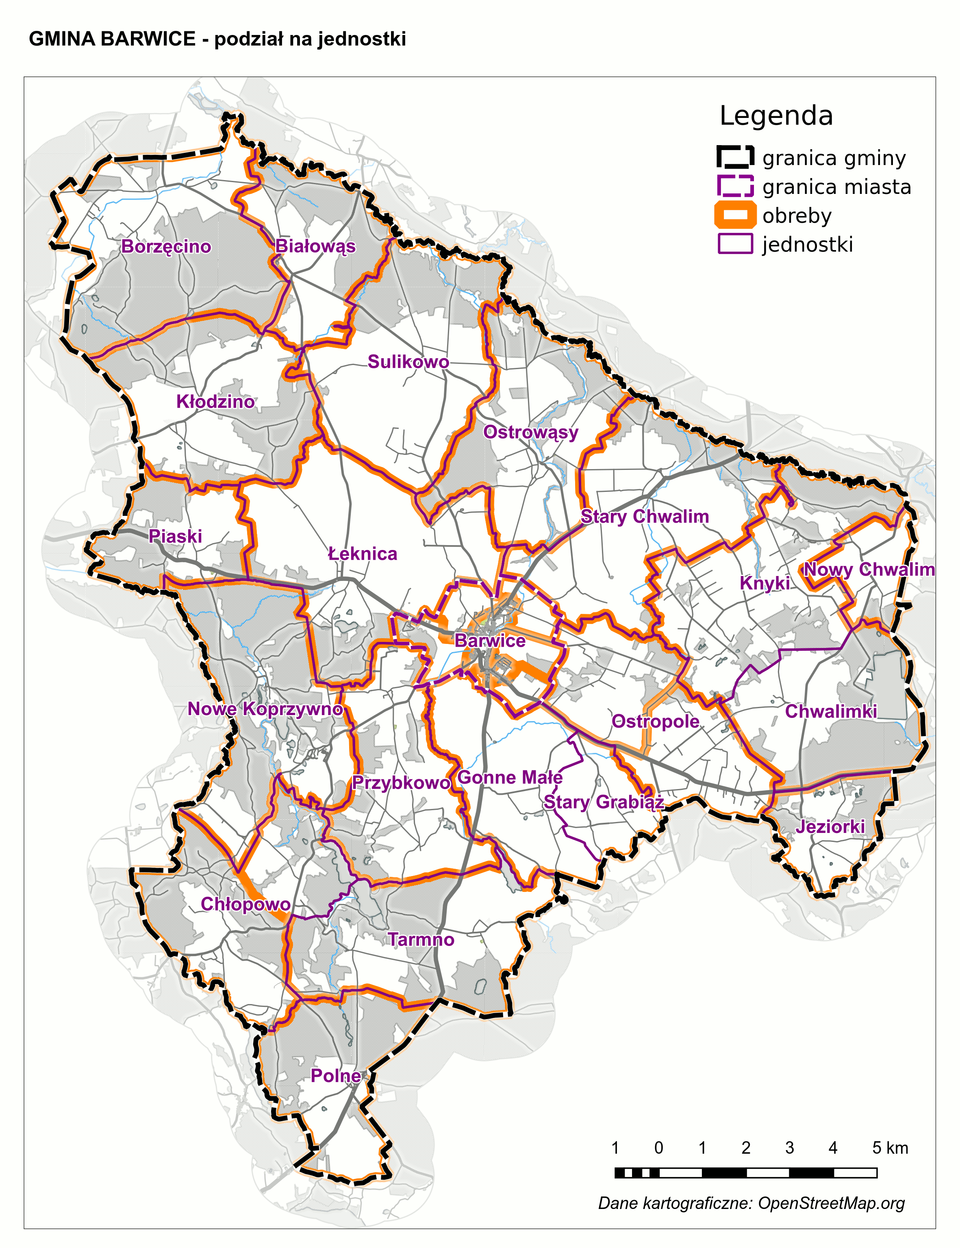 GMINA BARWICE - podział na jednostki
Legenda
granica gminy
granica miasta
obreby
jednostki
Borzęcino
Białowąs
Sulikowo
Kłodzino
Ostrowąsy
Stary Chwalim
Piaski
Łeknica
Nowy Chwalim
Knyki
Barwice
Nowe Koprzywno
Ostropole
Chwalimki
Przybkowo
Gonne Małe
Stary Grabiąż
Jeziorki
Chłopowo
Tarmno
Polne
1 0 1 2 3 4 5 km
Dane kartograficzne: OpenStreetMap.org